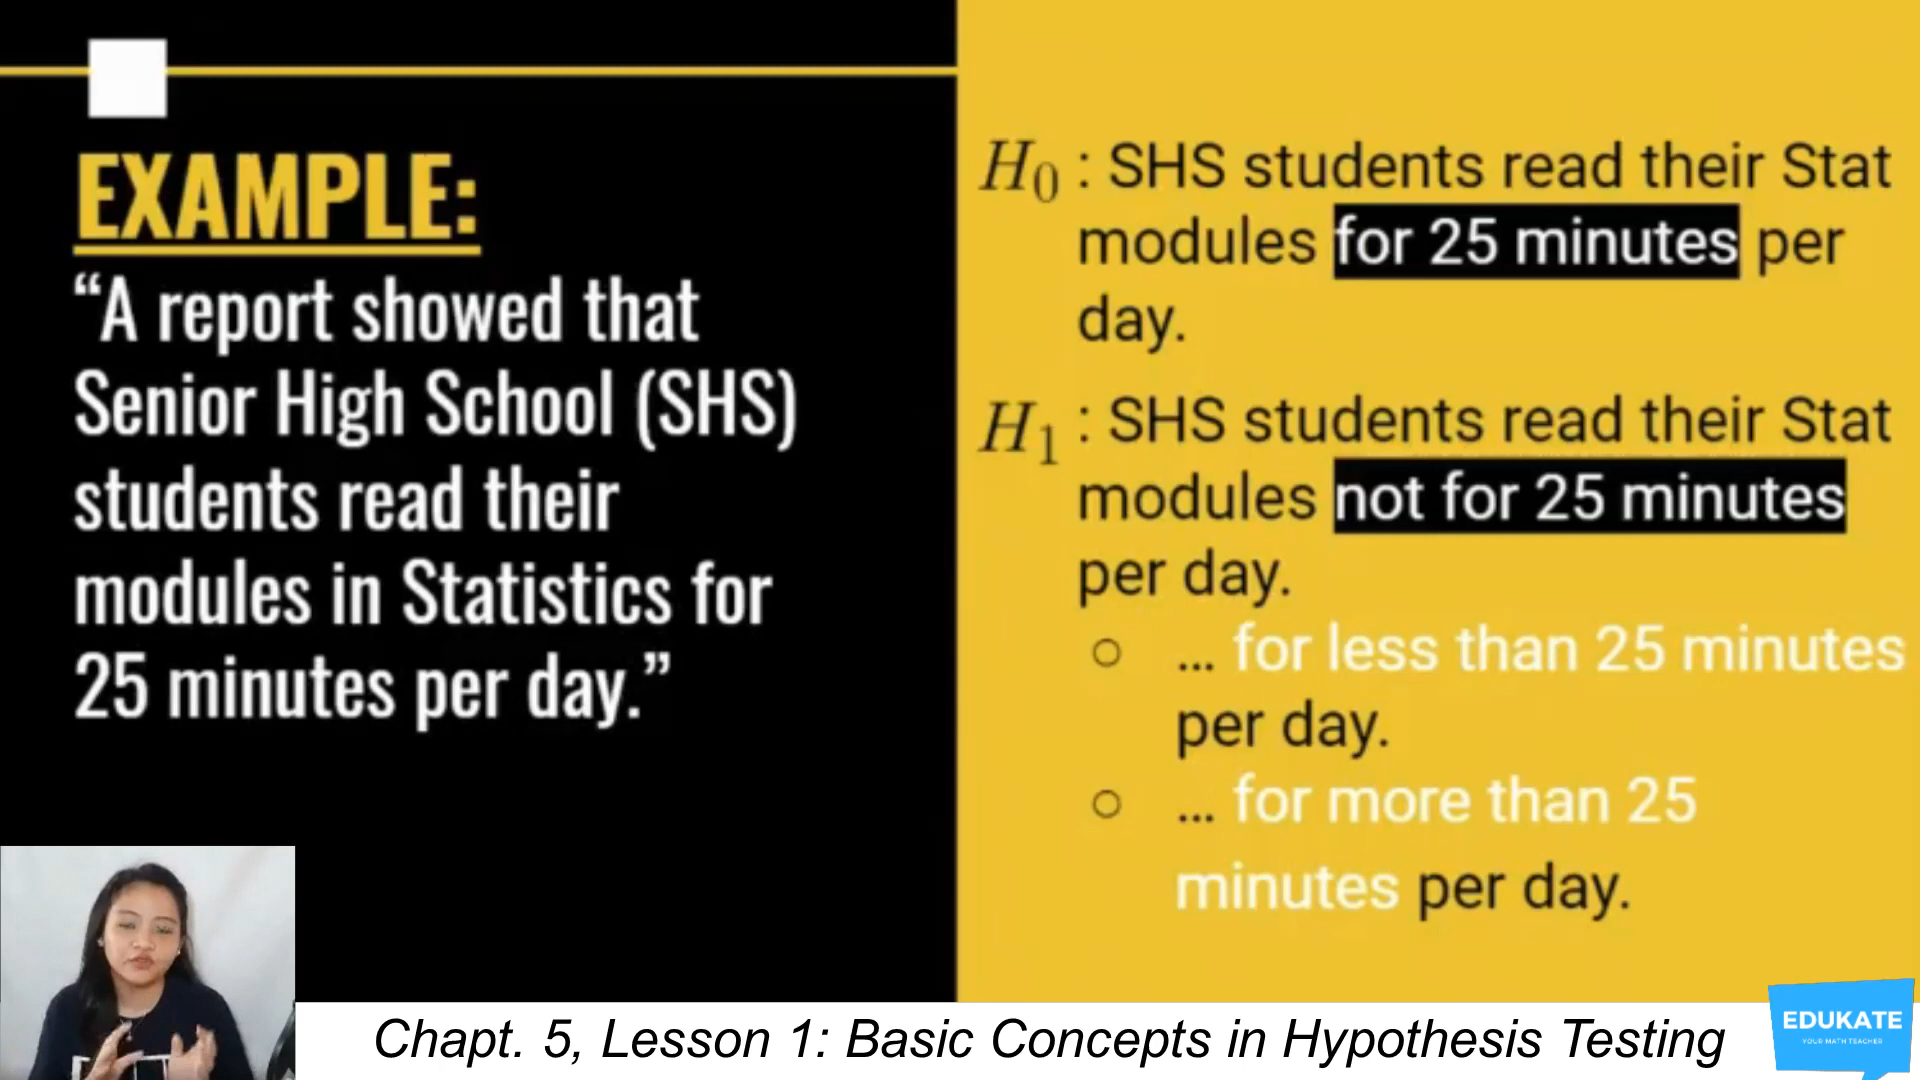 EXAMPLE:
“A report showed that
Senior High School (SHS)
students read their
modules in Statistics for
25 minutes per day.”
H₀ : SHS students read their Stat
modules for 25 minutes per
day.
H₁ : SHS students read their Stat
modules not for 25 minutes
per day.
○ ... for less than 25 minutes
per day.
○ ... for more than 25
minutes per day.
Chapt. 5, Lesson 1: Basic Concepts in Hypothesis Testing
EDUKATE
YOUR MATH TEACHER